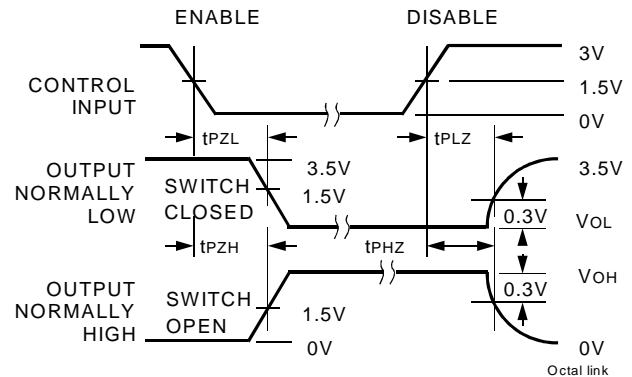 ENABLE DISABLE
3V
CONTROL
INPUT
1.5V
0V
tPZL tPLZ
OUTPUT
NORMALLY
LOW
SWITCH
CLOSED
3.5V
1.5V
3.5V
0.3V
VOL
tPZH tPHZ
OUTPUT
NORMALLY
HIGH
SWITCH
OPEN
1.5V
0V
0.3V
VOH
0V
Octal link